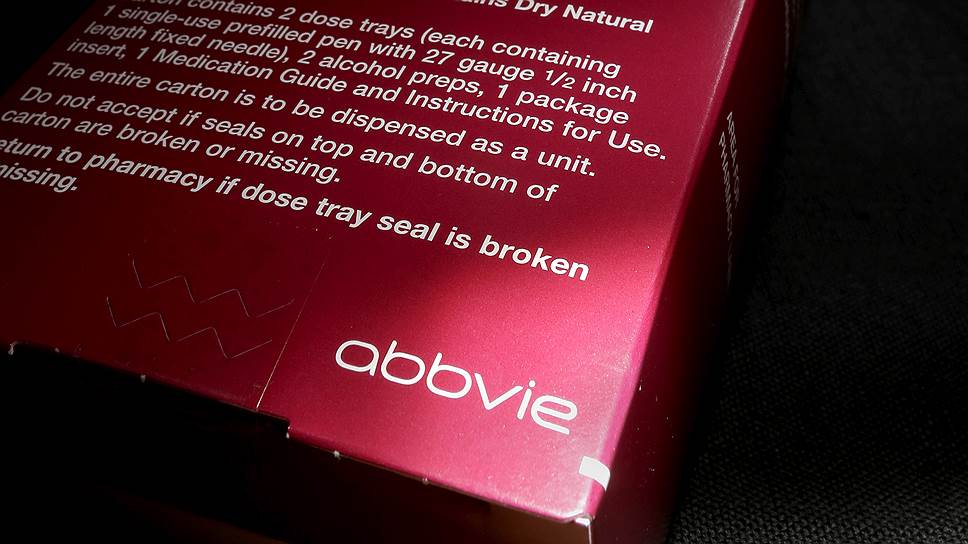 ains Dry Natural
arton contains 2 dose trays (each containing
1 single-use prefilled pen with 27 gauge 1/2 inch
length fixed needle), 2 alcohol preps, 1 package
insert, 1 Medication Guide and Instructions for Use.
The entire carton is to be dispensed as a unit.
Do not accept if seals on top and bottom of
carton are broken or missing.
eturn to pharmacy if dose tray seal is broken
missing.
abbvie